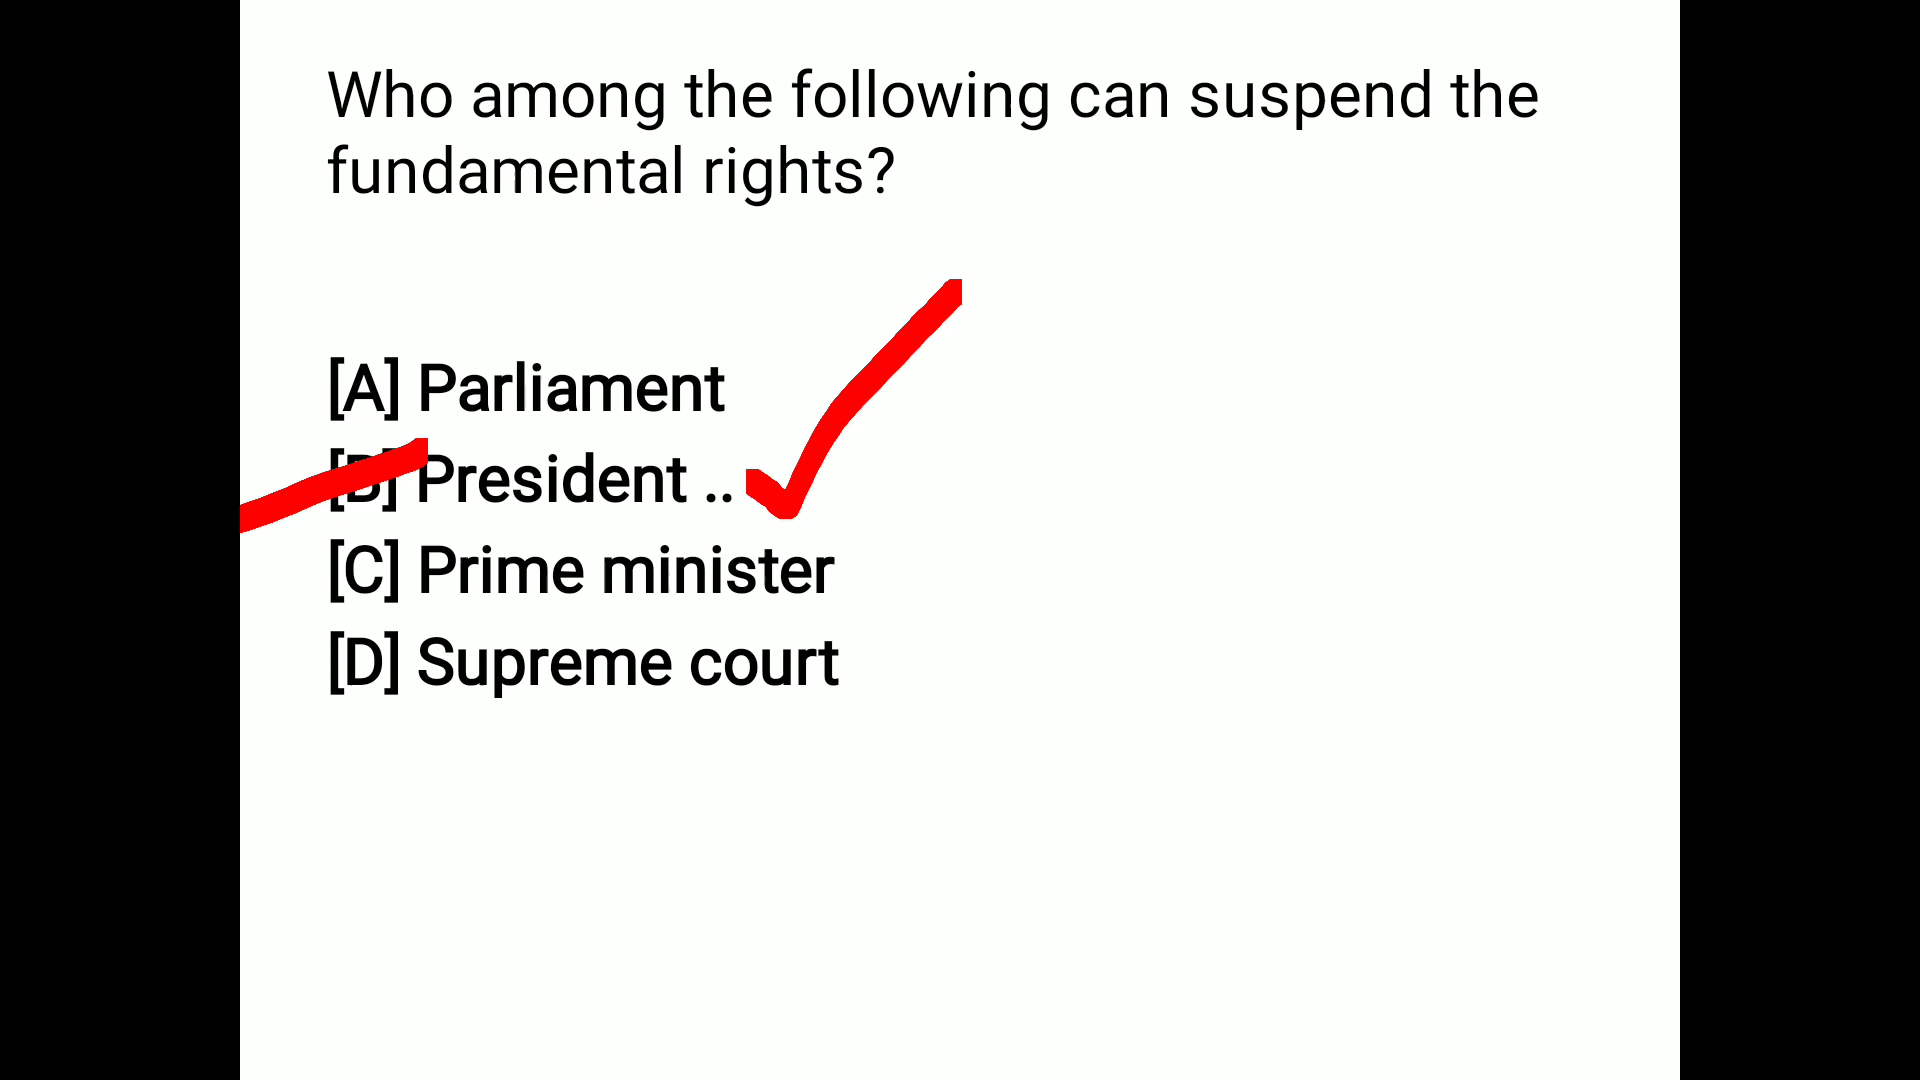 Who among the following can suspend the
fundamental rights?
[A] Parliament
[B] President ..
[C] Prime minister
[D] Supreme court